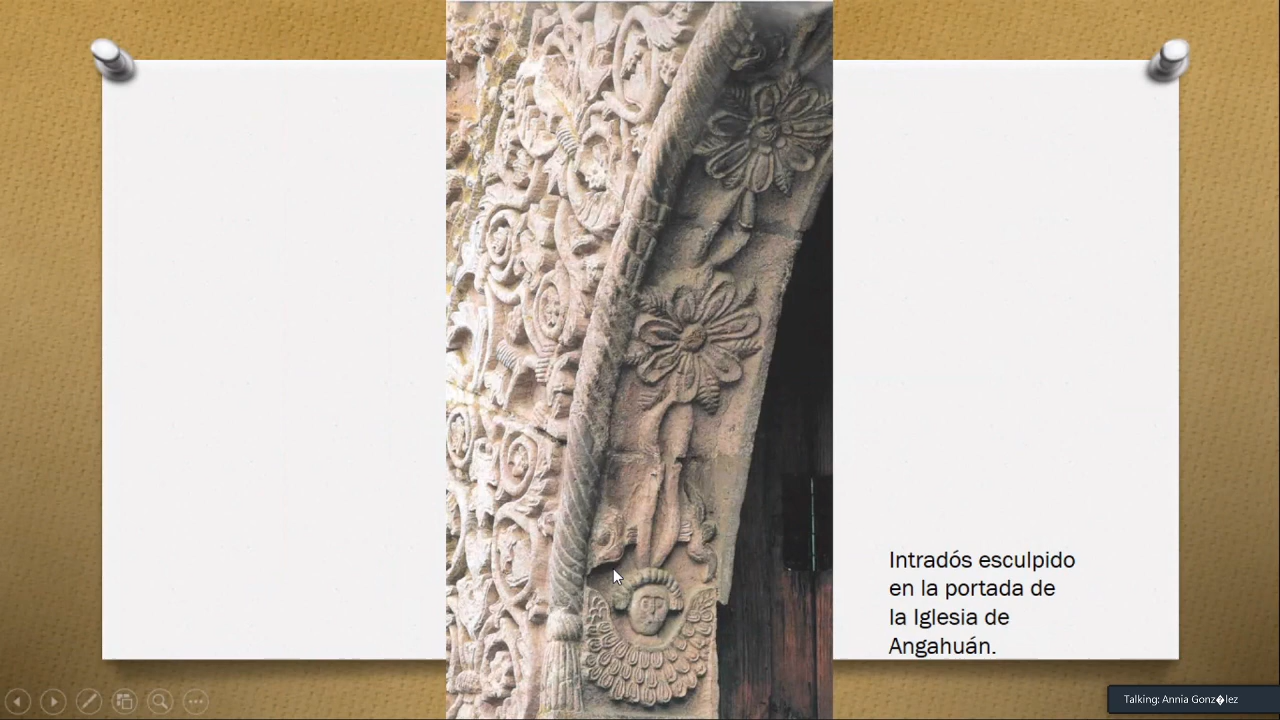 Intradós esculpido
en la portada de
la Iglesia de
Angahuán.
Talking: Annia Gonz�lez